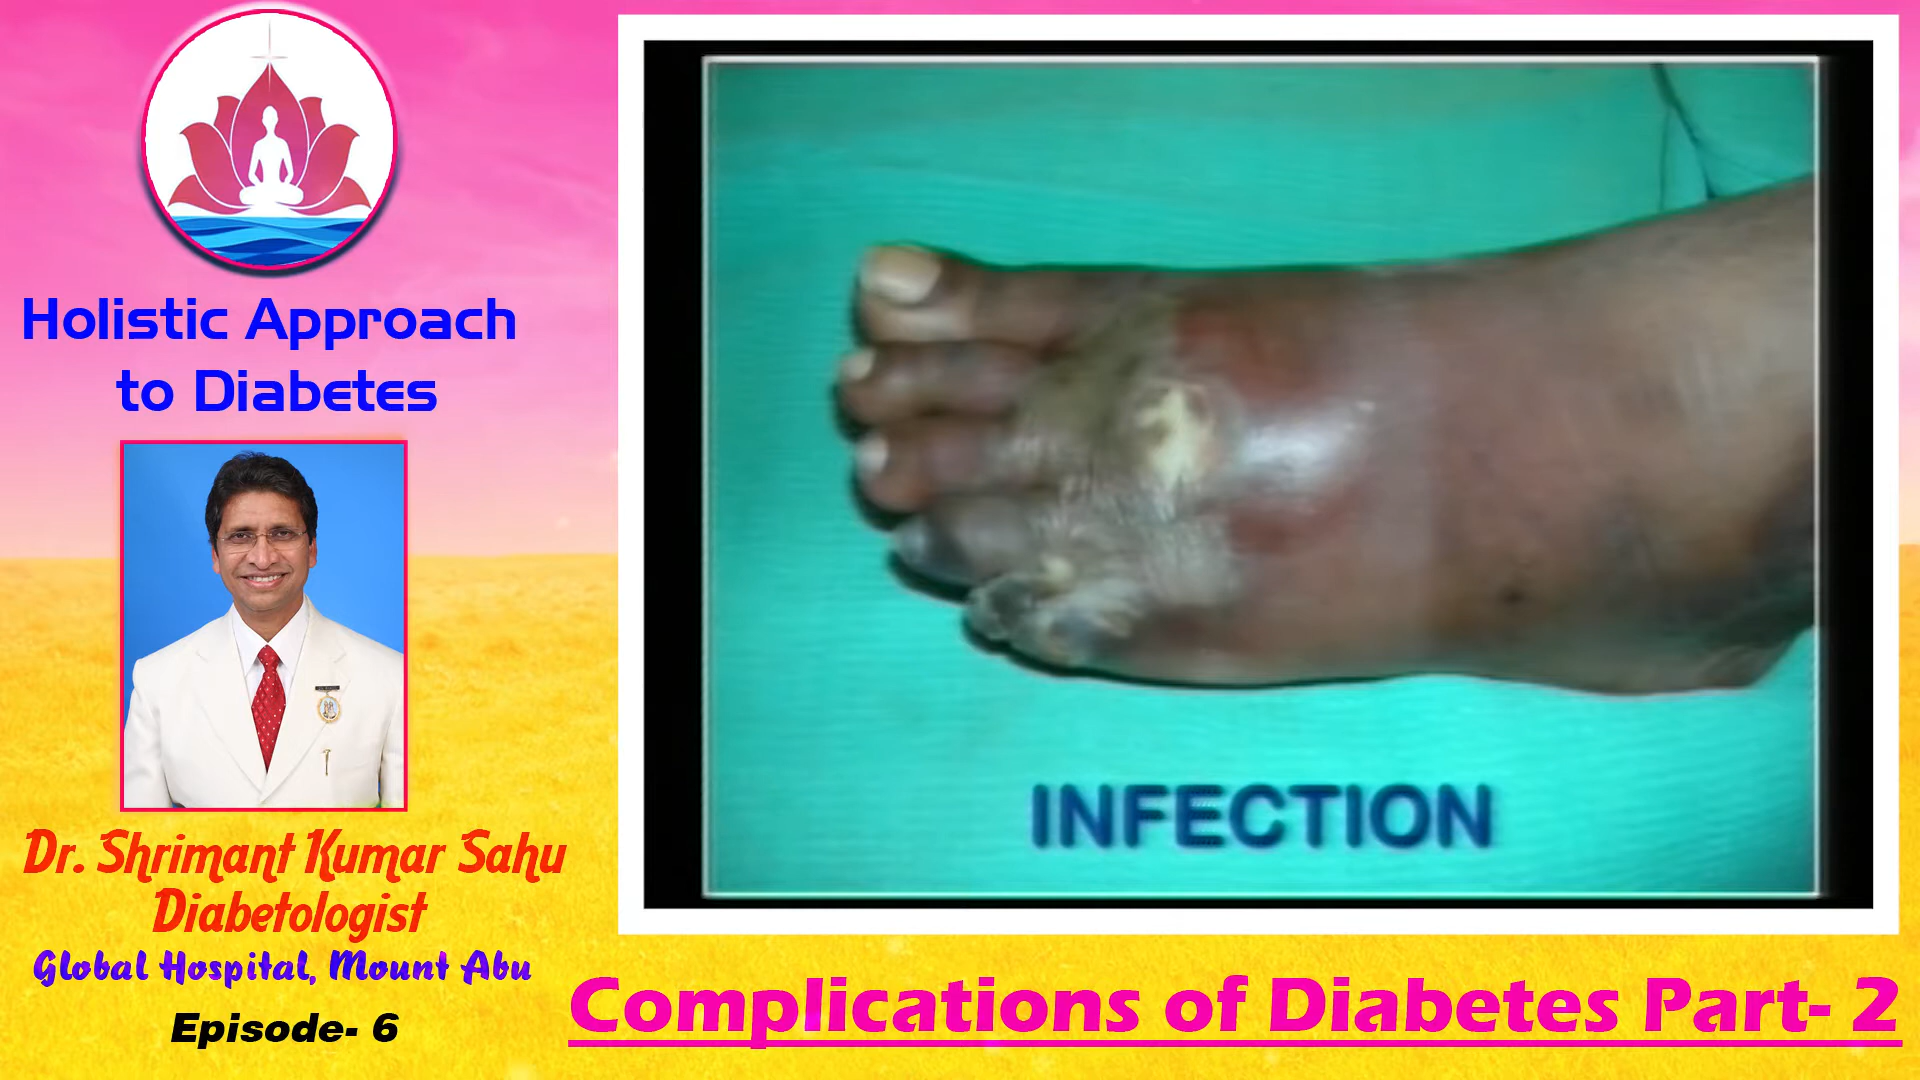 Holistic Approach
to Diabetes
Dr. Shrimant Kumar Sahu
Diabetologist
Global Hospital, Mount Abu
Episode- 6
INFECTION
Complications of Diabetes Part- 2